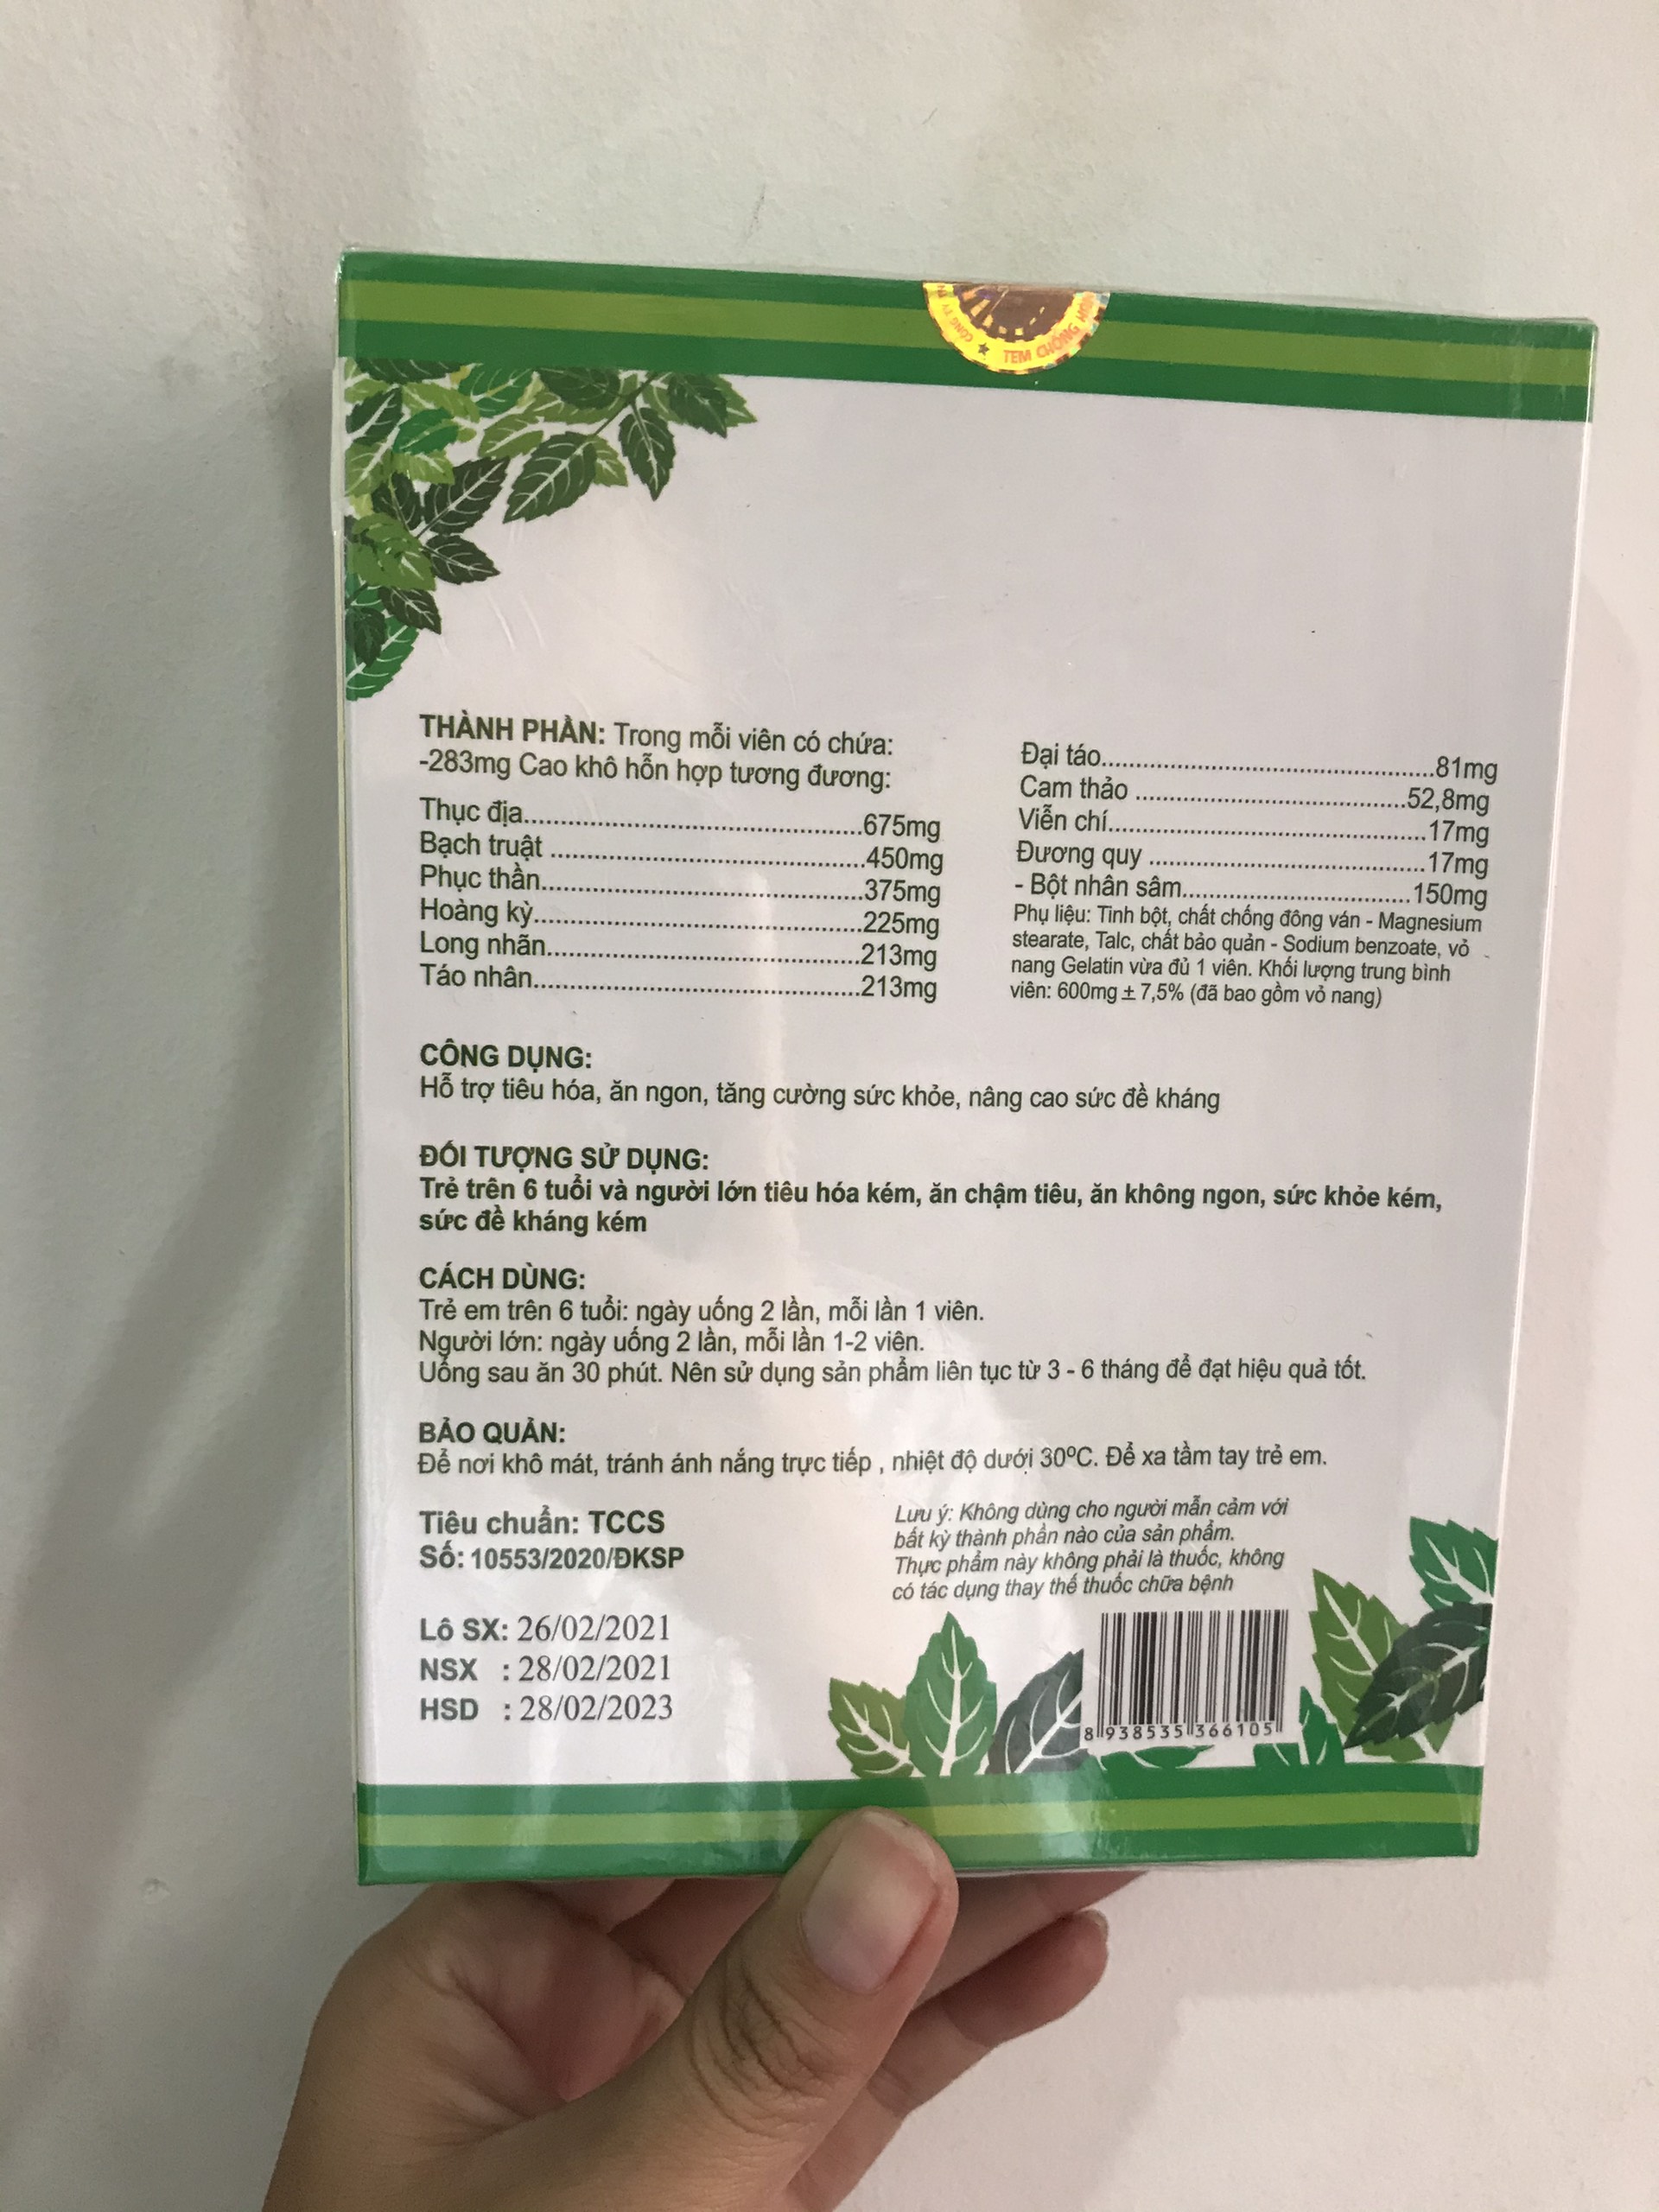 CÔNG TY
★ TEM CHỐNG
THÀNH PHẦN: Trong mỗi viên có chứa:
-283mg Cao khô hỗn hợp tương đương:
Thục địa.............................................675mg
Bạch truật .........................................450mg
Phục thần...........................................375mg
Hoàng kỳ............................................225mg
Long nhãn..........................................213mg
Táo nhân............................................213mg
Đại táo.............................................81mg
Cam thảo .....................................52,8mg
Viễn chí...........................................17mg
Đương quy .....................................17mg
- Bột nhân sâm...............................150mg
Phụ liệu: Tinh bột, chất chống đông ván - Magnesium
stearate, Talc, chất bảo quản - Sodium benzoate, vỏ
nang Gelatin vừa đủ 1 viên. Khối lượng trung bình
viên: 600mg ± 7,5% (đã bao gồm vỏ nang)
CÔNG DỤNG:
Hỗ trợ tiêu hóa, ăn ngon, tăng cường sức khỏe, nâng cao sức đề kháng
ĐỐI TƯỢNG SỬ DỤNG:
Trẻ trên 6 tuổi và người lớn tiêu hóa kém, ăn chậm tiêu, ăn không ngon, sức khỏe kém,
sức đề kháng kém
CÁCH DÙNG:
Trẻ em trên 6 tuổi: ngày uống 2 lần, mỗi lần 1 viên.
Người lớn: ngày uống 2 lần, mỗi lần 1-2 viên.
Uống sau ăn 30 phút. Nên sử dụng sản phẩm liên tục từ 3 - 6 tháng để đạt hiệu quả tốt.
BẢO QUẢN:
Để nơi khô mát, tránh ánh nắng trực tiếp , nhiệt độ dưới 30ºC. Để xa tầm tay trẻ em.
Tiêu chuẩn: TCCS
Số: 10553/2020/ĐKSP
Lưu ý: Không dùng cho người mẫn cảm với
bất kỳ thành phần nào của sản phẩm.
Thực phẩm này không phải là thuốc, không
có tác dụng thay thế thuốc chữa bệnh
Lô SX: 26/02/2021
NSX : 28/02/2021
HSD : 28/02/2023
8 938535 366105